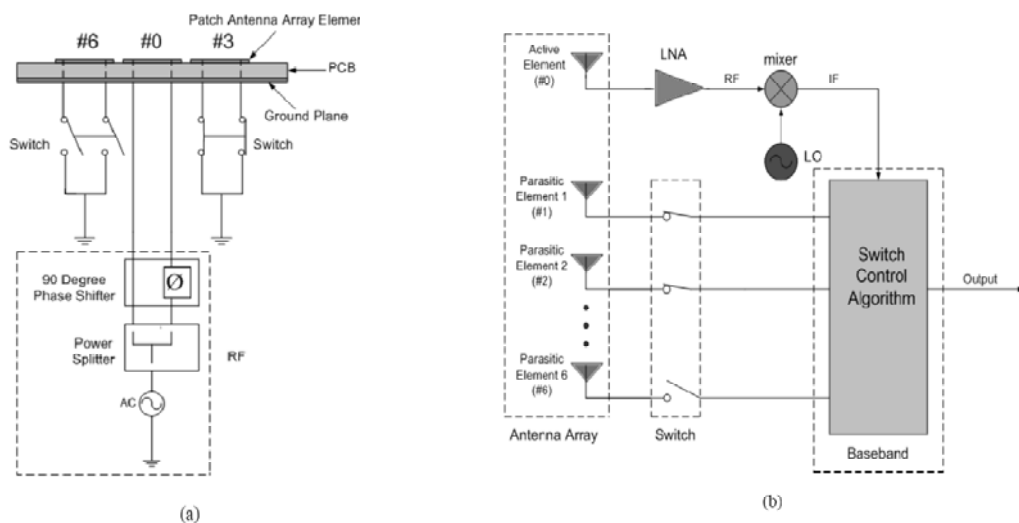 Patch Antenna Array Elemer
#6
#0
#3
PCB
Ground Plane
Switch
Switch
90 Degree
Phase Shifter
Ø
Power
Splitter
RF
AC
(a)
Active
Element
(#0)
LNA
RF
mixer
IF
LO
Parasitic
Element 1
(#1)
Parasitic
Element 2
(#2)
Parasitic
Element 6
(#6)
Switch
Control
Algorithm
Output
Antenna Array
Switch
Baseband
(b)